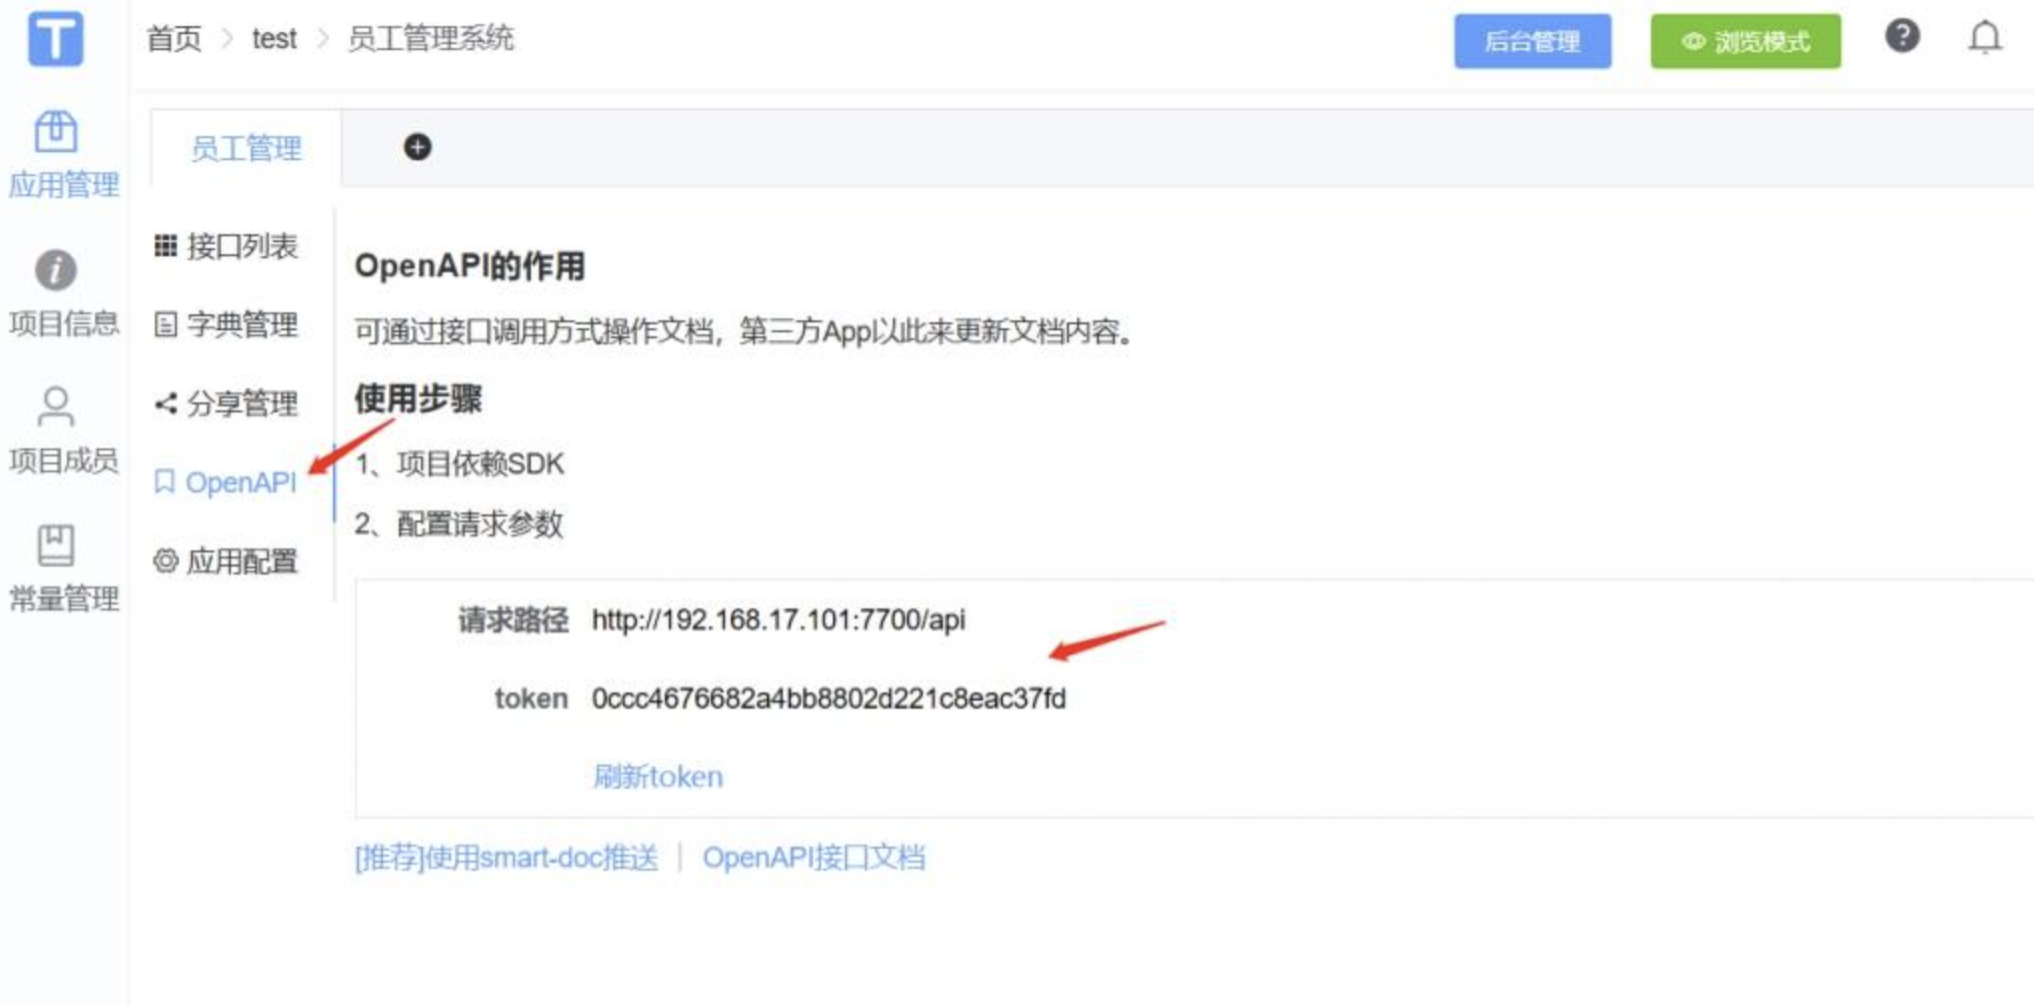 T
首页 > test > 员工管理系统
后台管理
浏览模式
应用管理
项目信息
项目成员
常量管理
员工管理
接口列表
字典管理
分享管理
OpenAPI
应用配置
OpenAPI的作用
可通过接口调用方式操作文档，第三方App以此来更新文档内容。
使用步骤
1、项目依赖SDK
2、配置请求参数
请求路径 http://192.168.17.101:7700/api
token 0ccc4676682a4bb8802d221c8eac37fd
刷新token
[推荐]使用smart-doc推送 | OpenAPI接口文档